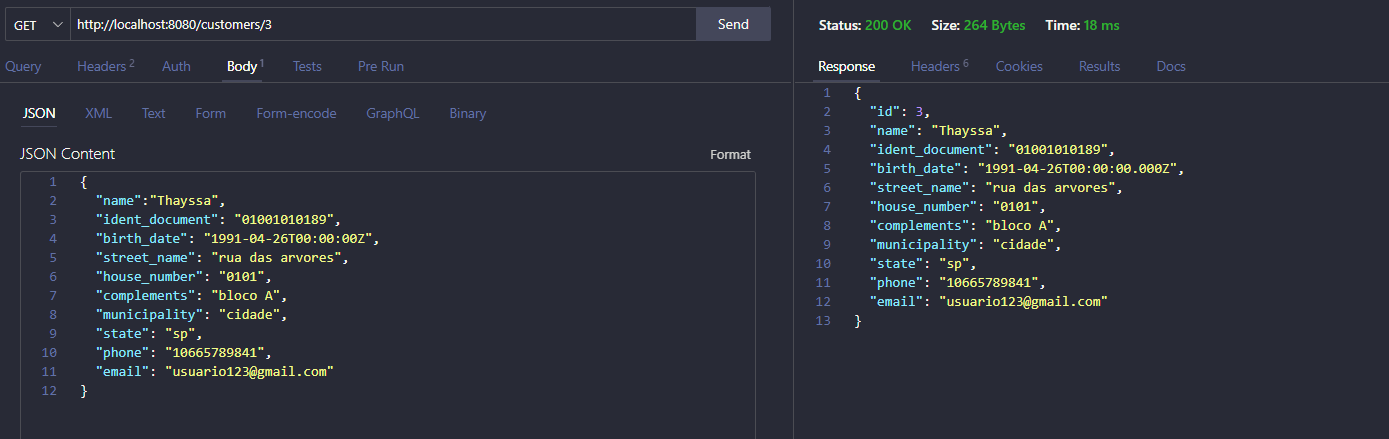 GET http://localhost:8080/customers/3 Send
Query Headers 2 Auth Body 1 Tests Pre Run
JSON XML Text Form Form-encode GraphQL Binary
JSON Content Format
1 {
2 "name":"Thayssa",
3 "ident_document": "01001010189",
4 "birth_date": "1991-04-26T00:00:00Z",
5 "street_name": "rua das arvores",
6 "house_number": "0101",
7 "complements": "bloco A",
8 "municipality": "cidade",
9 "state": "sp",
10 "phone": "10665789841",
11 "email": "usuario123@gmail.com"
12 }
Status: 200 OK Size: 264 Bytes Time: 18 ms
Response Headers 6 Cookies Results Docs
1 {
2 "id": 3,
3 "name": "Thayssa",
4 "ident_document": "01001010189",
5 "birth_date": "1991-04-26T00:00:00.000Z",
6 "street_name": "rua das arvores",
7 "house_number": "0101",
8 "complements": "bloco A",
9 "municipality": "cidade",
10 "state": "sp",
11 "phone": "10665789841",
12 "email": "usuario123@gmail.com"
13 }